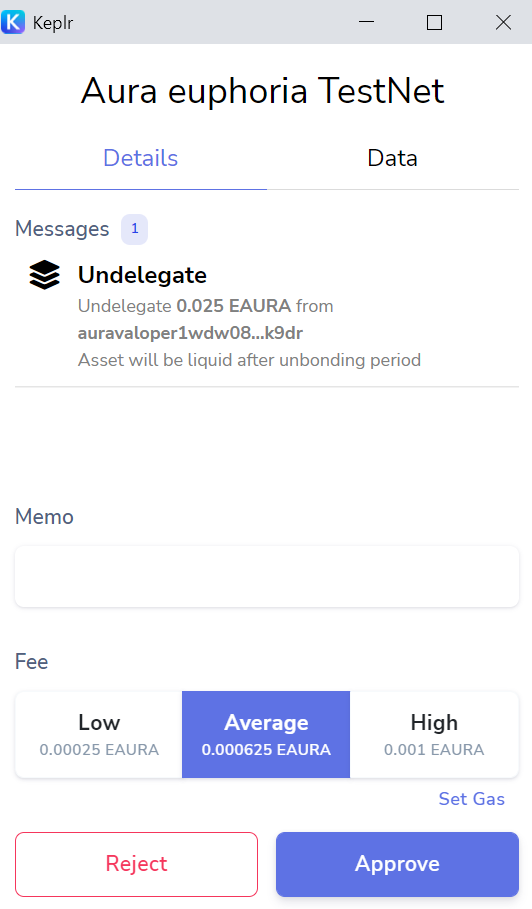 Keplr
Aura euphoria TestNet
Details Data
Messages 1
Undelegate
Undelegate 0.025 EAURA from
auravaloper1wdw08...k9dr
Asset will be liquid after unbonding period
Memo
Fee
Low Average High
0.00025 EAURA 0.000625 EAURA 0.001 EAURA
Set Gas
Reject Approve